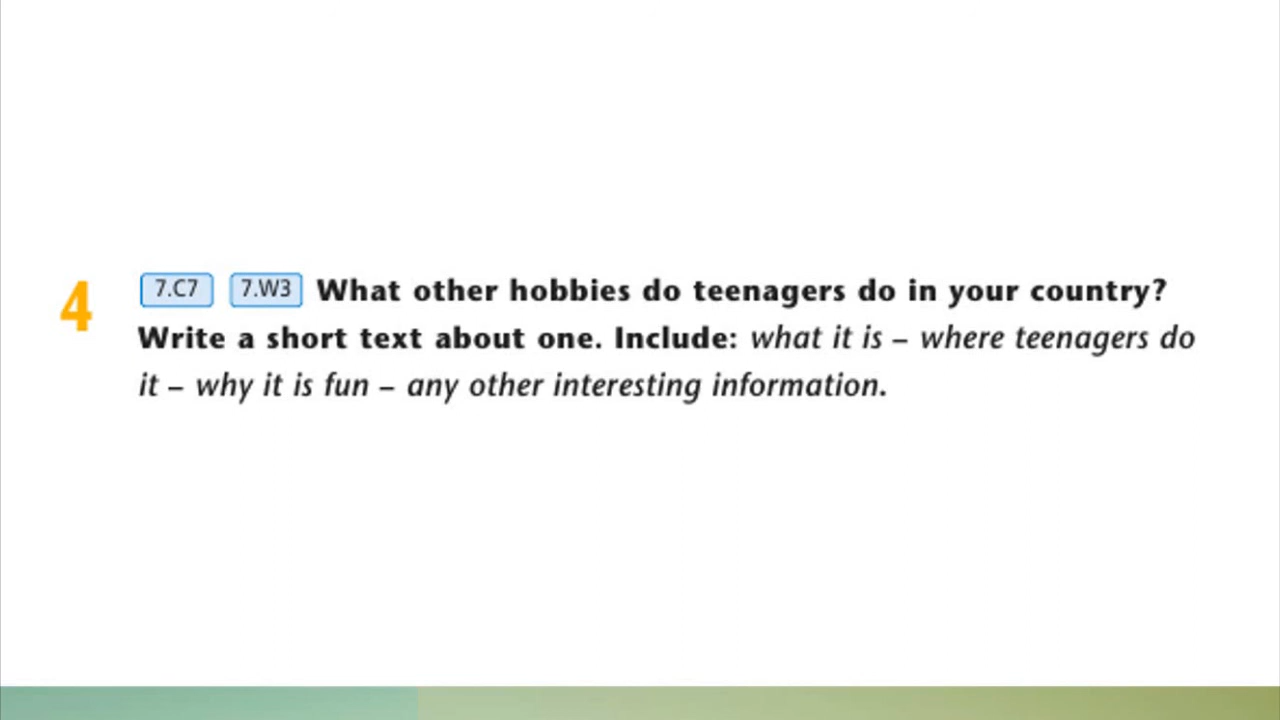 4 7.C7 7.W3 What other hobbies do teenagers do in your country?
Write a short text about one. Include: what it is – where teenagers do
it – why it is fun – any other interesting information.